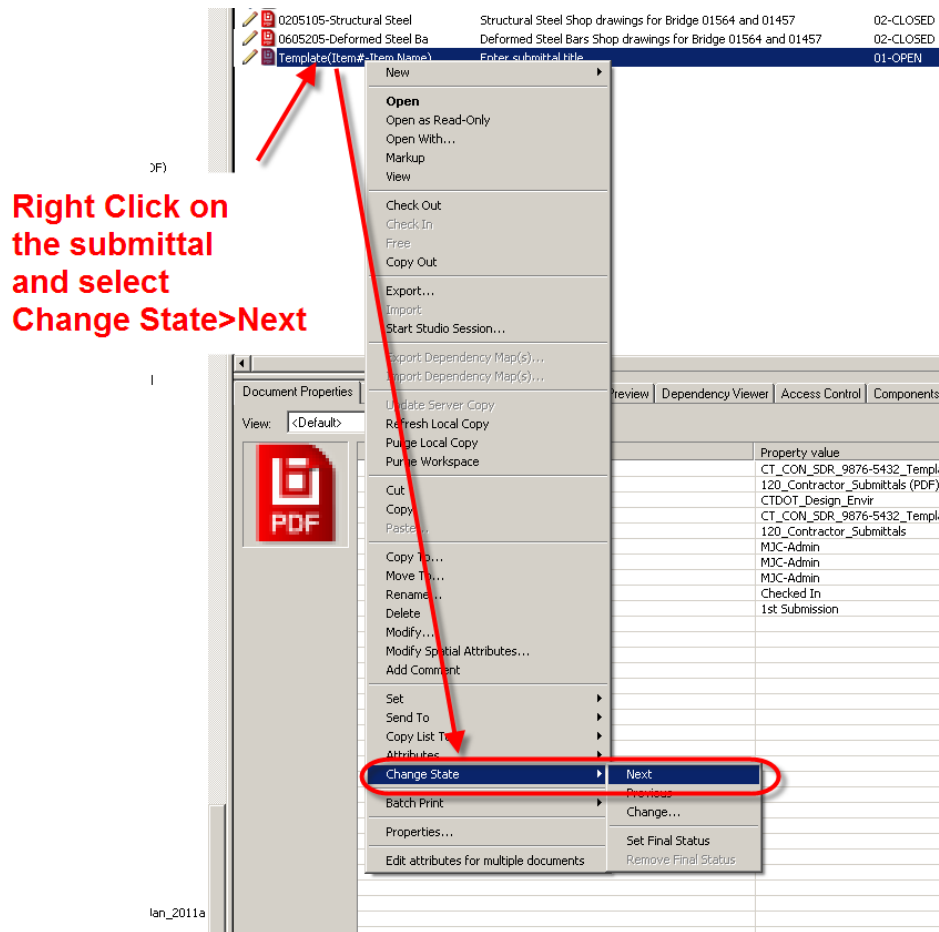 0205105-Structural Steel Structural Steel Shop drawings for Bridge 01564 and 01457 02-CLOSED
0605205-Deformed Steel Ba Deformed Steel Bars Shop drawings for Bridge 01564 and 01457 02-CLOSED
Template(Item#-Item Name) Enter submittal title 01-OPEN
New
Open
Open as Read-Only
Open With...
Markup
View
Check Out
Check In
Free
Copy Out
Export...
Import
Start Studio Session...
Export Dependency Map(s)...
Import Dependency Map(s)...
Update Server Copy
Refresh Local Copy
Purge Local Copy
Purge Workspace
Cut
Copy
Paste...
Copy To...
Move To...
Rename...
Delete
Modify...
Modify Spatial Attributes...
Add Comment
Set
Send To
Copy List To
Attributes
Change State
Batch Print
Properties...
Edit attributes for multiple documents
Next
Previous
Change...
Set Final Status
Remove Final Status
DF)
Right Click on
the submittal
and select
Change State>Next
Document Properties
Preview Dependency Viewer Access Control Components
View: <Default>
PDF
Property value
CT_CON_SDR_9876-5432_Templ
120_Contractor_Submittals (PDF)
CTDOT_Design_Envir
CT_CON_SDR_9876-5432_Templ
120_Contractor_Submittals
MJC-Admin
MJC-Admin
MJC-Admin
Checked In
1st Submission
Jan_2011a